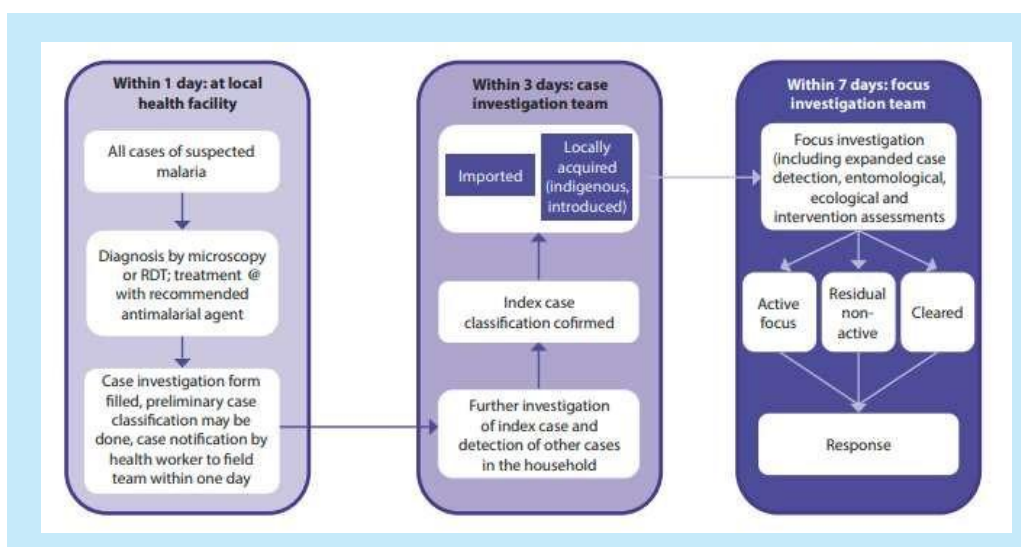 Within 1 day: at local
health facility
All cases of suspected
malaria
Diagnosis by microscopy
or RDT; treatment @
with recommended
antimalarial agent
Case investigation form
filled, preliminary case
classification may be
done, case notification by
health worker to field
team within one day
Within 3 days: case
investigation team
Imported
Locally
acquired
(indigenous,
introduced)
Index case
classification cofirmed
Further investigation
of index case and
detection of other cases
in the household
Within 7 days: focus
investigation team
Focus investigation
(including expanded case
detection, entomological,
ecological and
intervention assessments
Active
focus
Residual
non-
active
Cleared
Response